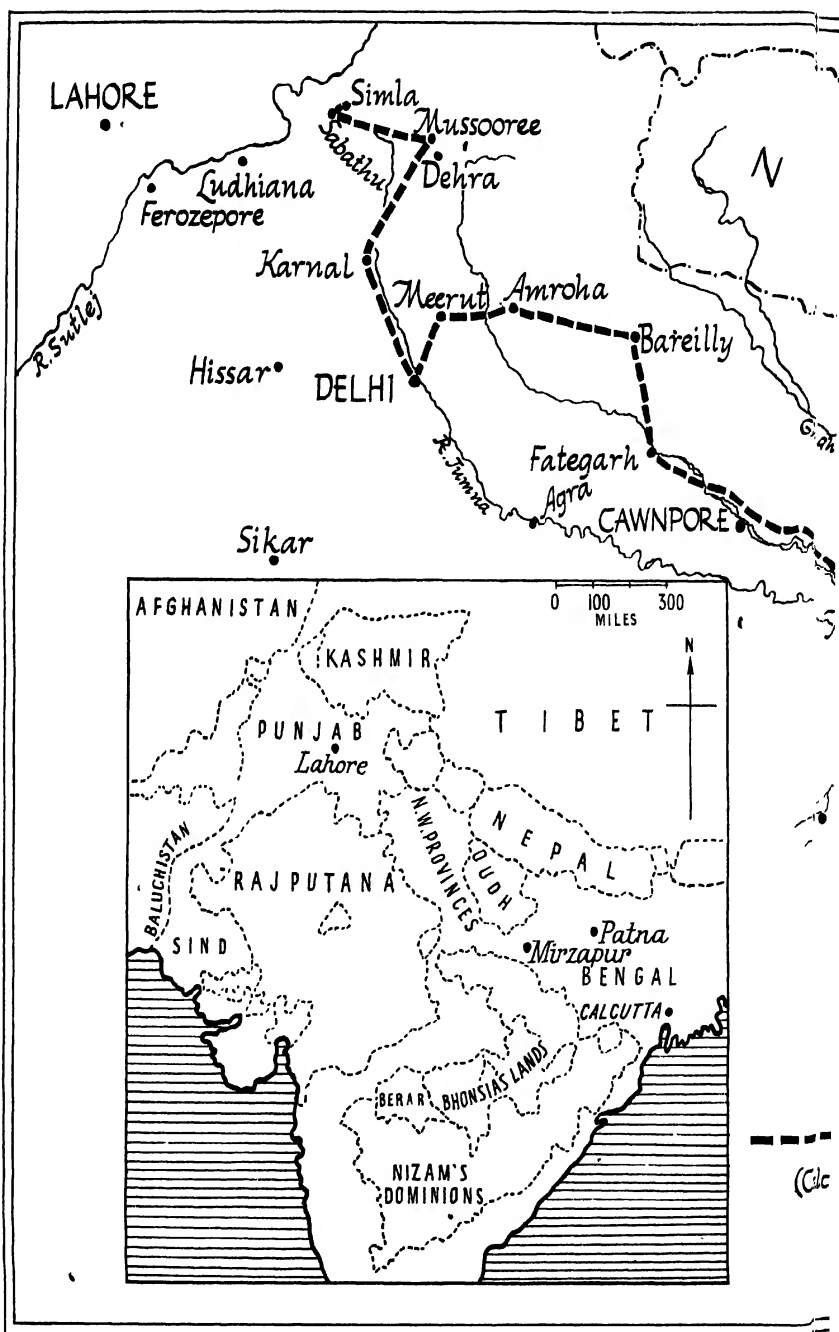 LAHORE
Simla
Sabathu
Mussooree
Dehra
Ludhiana
Ferozepore
N
Karnal
Meerut
Amroha
R. Sutlej
Bareilly
Hissar
DELHI
R. Jumna
Fategarh
Agra
CAWNPORE
Sikar
AFGHANISTAN
0 100 300
MILES
KASHMIR
N
TIBET
PUNJAB
Lahore
NEPAL
N.W. PROVINCES
OUDH
BALUCHISTAN
RAJPUTANA
SIND
Patna
Mirzapur
BENGAL
CALCUTTA
BERAR
BHONSIAS LANDS
NIZAM'S
DOMINIONS